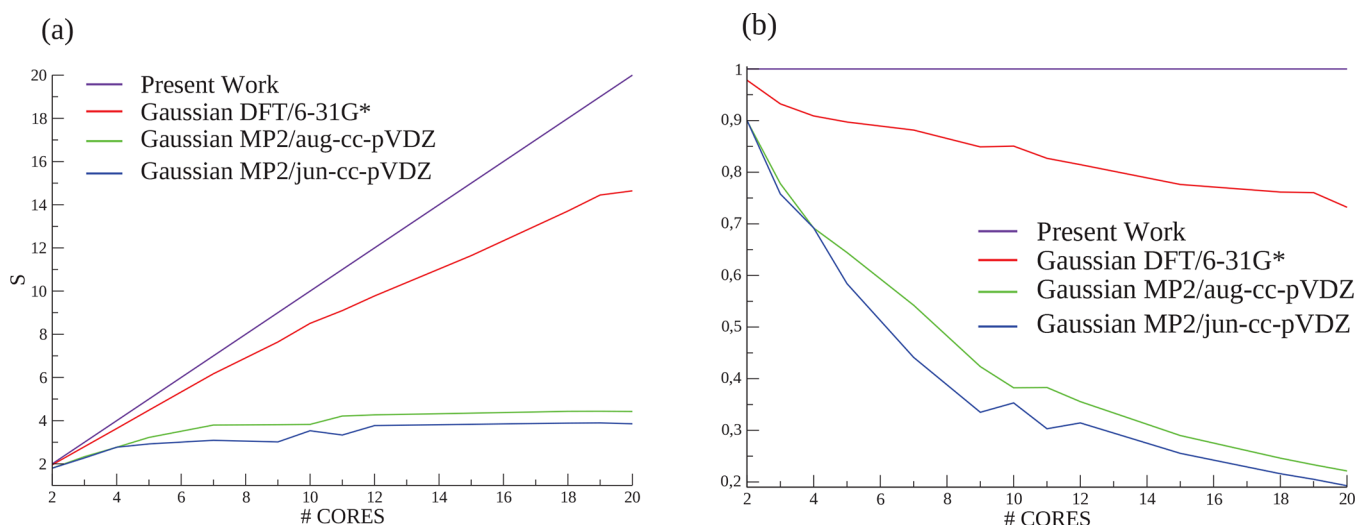 (a)
20
18
16
14
12
10
8
6
4
2
S
Present Work
Gaussian DFT/6-31G*
Gaussian MP2/aug-cc-pVDZ
Gaussian MP2/jun-cc-pVDZ
2 4 6 8 10 12 14 16 18 20
# CORES
(b)
1
0,9
0,8
0,7
0,6
0,5
0,4
0,3
0,2
Present Work
Gaussian DFT/6-31G*
Gaussian MP2/aug-cc-pVDZ
Gaussian MP2/jun-cc-pVDZ
2 4 6 8 10 12 14 16 18 20
# CORES